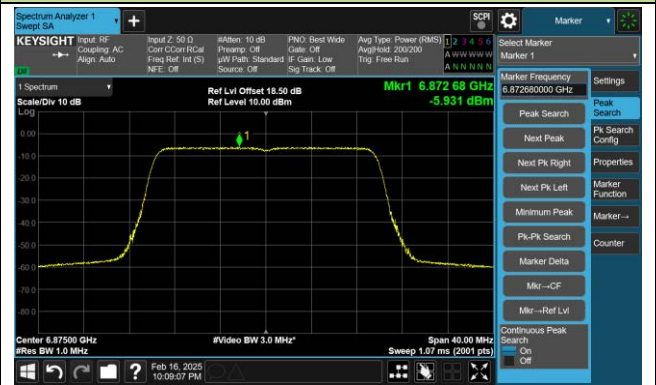 Spectrum Analyzer 1
Swept SA
SCPI
Marker
KEYSIGHT
Input: RF
Coupling: AC
Align: Auto
Input Z: 50 Ω
Corr CCorr RCal
Freq Ref: Int (S)
NFE: Off
#Atten: 10 dB
Preamp: Off
µW Path: Standard
Source: Off
PNO: Best Wide
Gate: Off
IF Gain: Low
Sig Track: Off
Avg Type: Power (RMS)
Avg|Hold: 200/200
Trig: Free Run
1 2 3 4 5 6
A W W W W W
A N N N N N
Select Marker
Marker 1
1 Spectrum
Scale/Div 10 dB
Log
Ref Lvl Offset 18.50 dB
Ref Level 10.00 dBm
Mkr1 6.872 68 GHz
-5.931 dBm
1
0.00
-10.0
-20.0
-30.0
-40.0
-50.0
-60.0
-70.0
-80.0
Center 6.87500 GHz
#Res BW 1.0 MHz
#Video BW 3.0 MHz*
Span 40.00 MHz
Sweep 1.07 ms (2001 pts)
Marker Frequency
6.872680000 GHz
Peak Search
Next Peak
Next Pk Right
Next Pk Left
Minimum Peak
Pk-Pk Search
Marker Delta
Mkr→CF
Mkr→Ref Lvl
Continuous Peak
Search
On
Off
Settings
Peak
Search
Pk Search
Config
Properties
Marker
Function
Marker→
Counter
?
Feb 16, 2025
10:09:07 PM